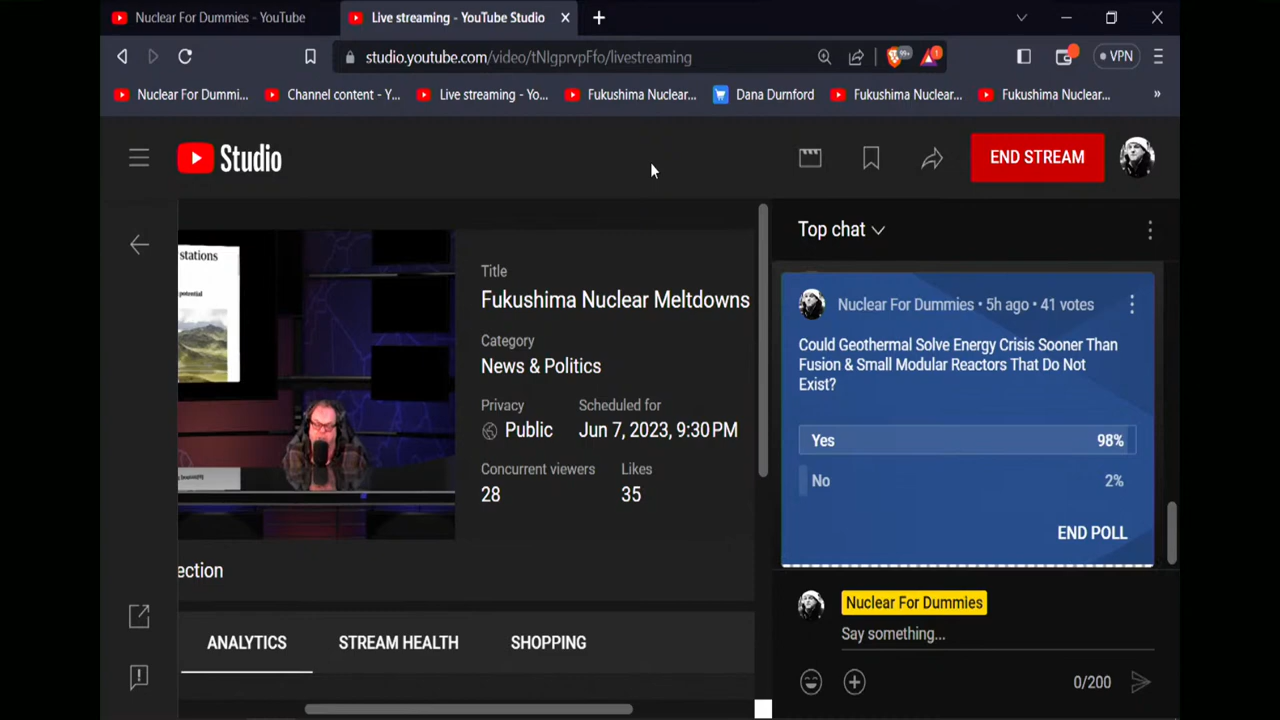 Nuclear For Dummies - YouTube
Live streaming - YouTube Studio
studio.youtube.com/video/tNlgprvpFfo/livestreaming
99+
1
VPN
Nuclear For Dummi...
Channel content - Y...
Live streaming - Yo...
Fukushima Nuclear...
Dana Durnford
Fukushima Nuclear...
Fukushima Nuclear...
Studio
END STREAM
stations
potential
Title
Fukushima Nuclear Meltdowns
Category
News & Politics
Privacy
Scheduled for
Public
Jun 7, 2023, 9:30 PM
Concurrent viewers
Likes
28
35
ection
ANALYTICS
STREAM HEALTH
SHOPPING
Top chat
Nuclear For Dummies • 5h ago • 41 votes
Could Geothermal Solve Energy Crisis Sooner Than
Fusion & Small Modular Reactors That Do Not
Exist?
Yes 98%
No 2%
END POLL
Nuclear For Dummies
Say something...
0/200